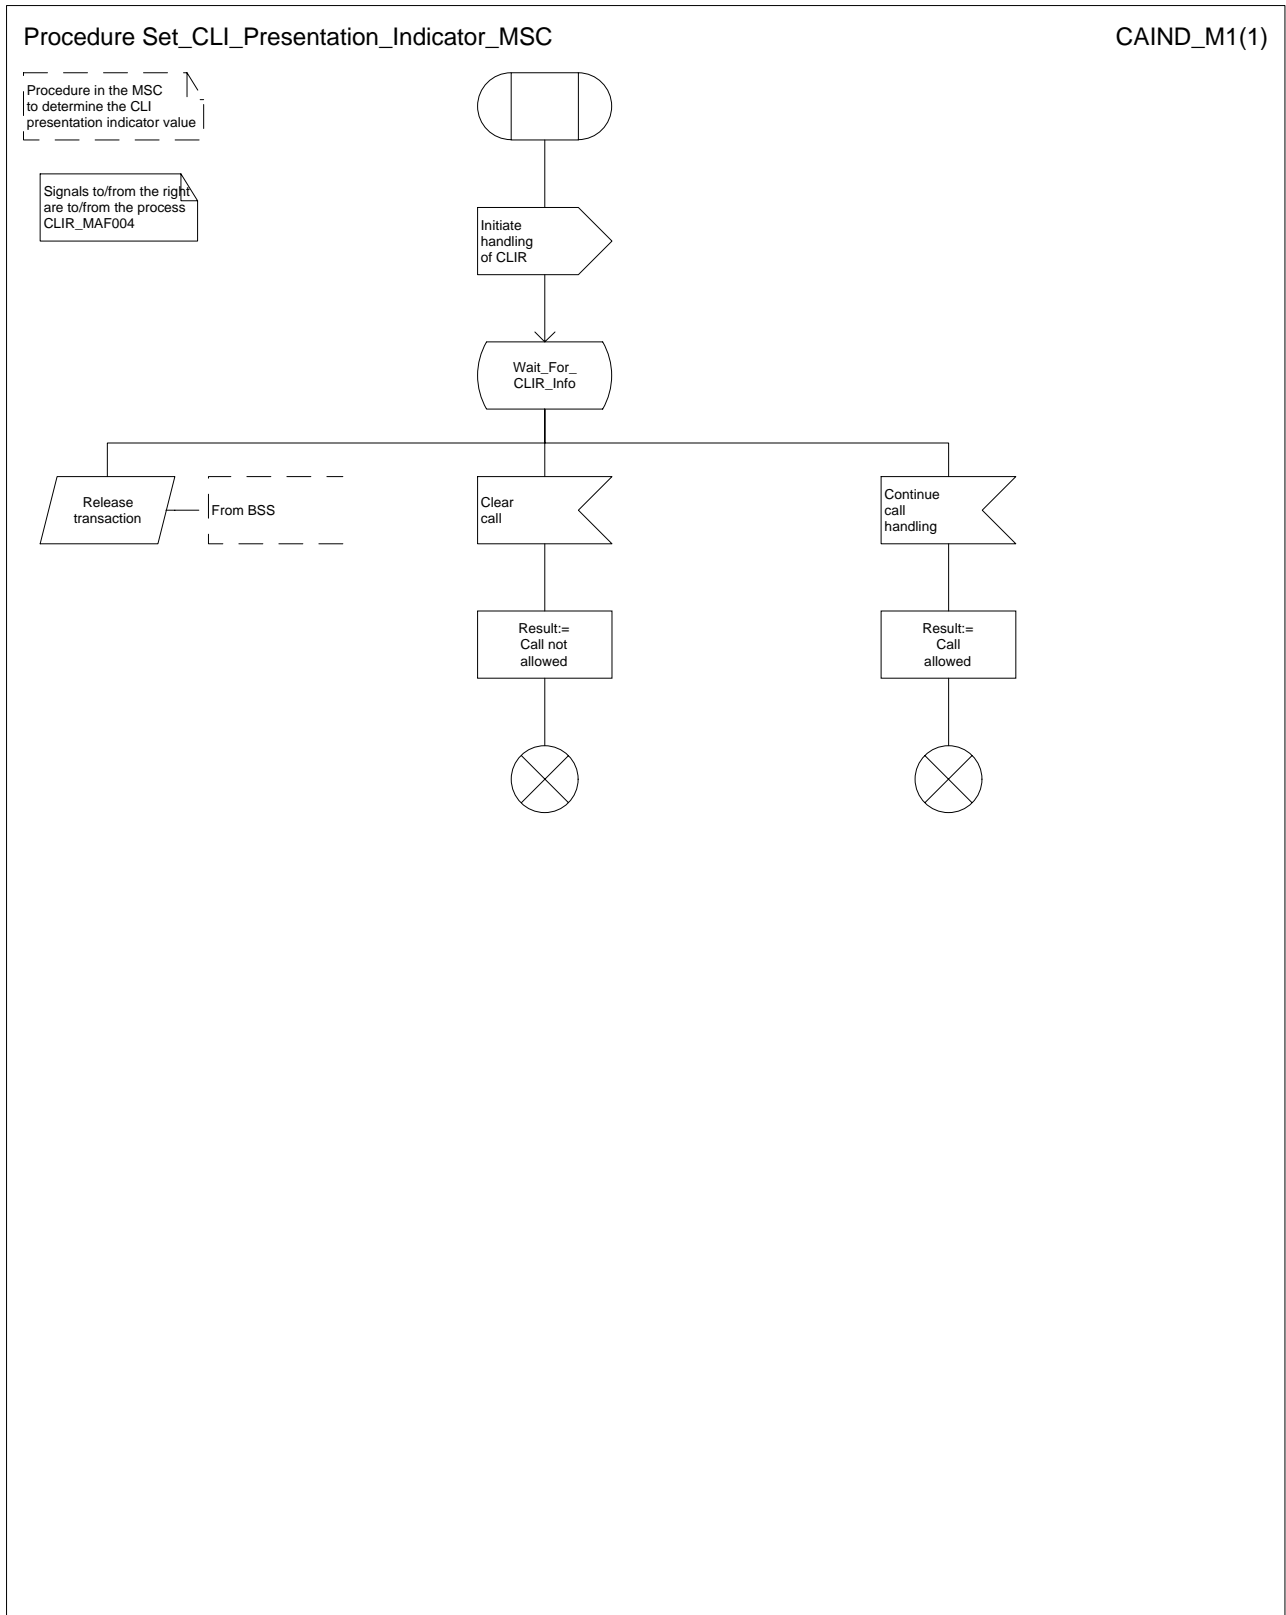 Procedure Set_CLI_Presentation_Indicator_MSC
CAIND_M1(1)
Procedure in the MSC
to determine the CLI
presentation indicator value
Signals to/from the right
are to/from the process
CLIR_MAF004
Initiate
handling
of CLIR
Wait_For_
CLIR_Info
Release
transaction
From BSS
Clear
call
Continue
call
handling
Result:=
Call not
allowed
Result:=
Call
allowed